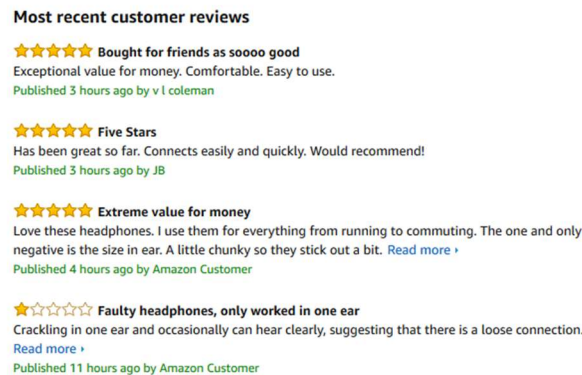 Most recent customer reviews
Bought for friends as soooo good
Exceptional value for money. Comfortable. Easy to use.
Published 3 hours ago by v l coleman
Five Stars
Has been great so far. Connects easily and quickly. Would recommend!
Published 3 hours ago by JB
Extreme value for money
Love these headphones. I use them for everything from running to commuting. The one and only
negative is the size in ear. A little chunky so they stick out a bit. Read more
Published 4 hours ago by Amazon Customer
Faulty headphones, only worked in one ear
Crackling in one ear and occasionally can hear clearly, suggesting that there is a loose connection.
Read more
Published 11 hours ago by Amazon Customer